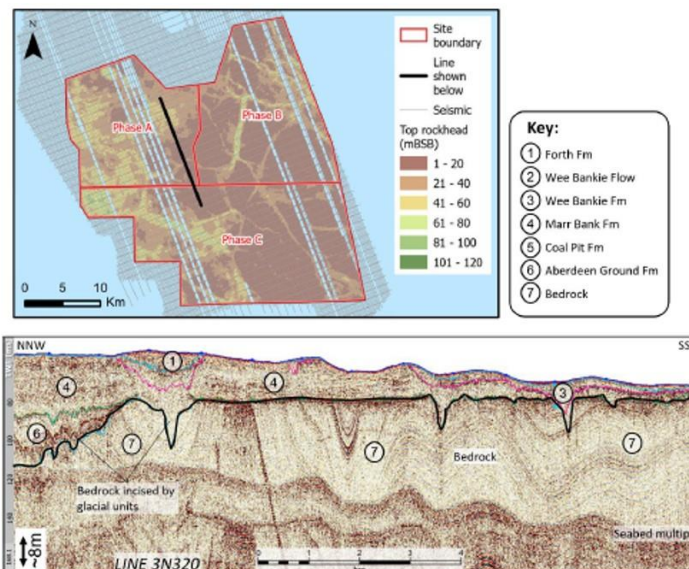 N
Site
boundary
Line
shown
below
Seismic
Top rockhead
(mBSB)
1 - 20
21 - 40
41 - 60
61 - 80
81 - 100
101 - 120
Phase A
Phase B
Phase C
0 5 10
Km
Key:
1 Forth Fm
2 Wee Bankie Flow
3 Wee Bankie Fm
4 Marr Bank Fm
5 Coal Pit Fm
6 Aberdeen Ground Fm
7 Bedrock
NNW
SS
1
4
4
3
6
7
7
7
Bedrock
Bedrock incised by
glacial units
Seabed multip
~8m
LINE 3N320
0 1 2 3 4